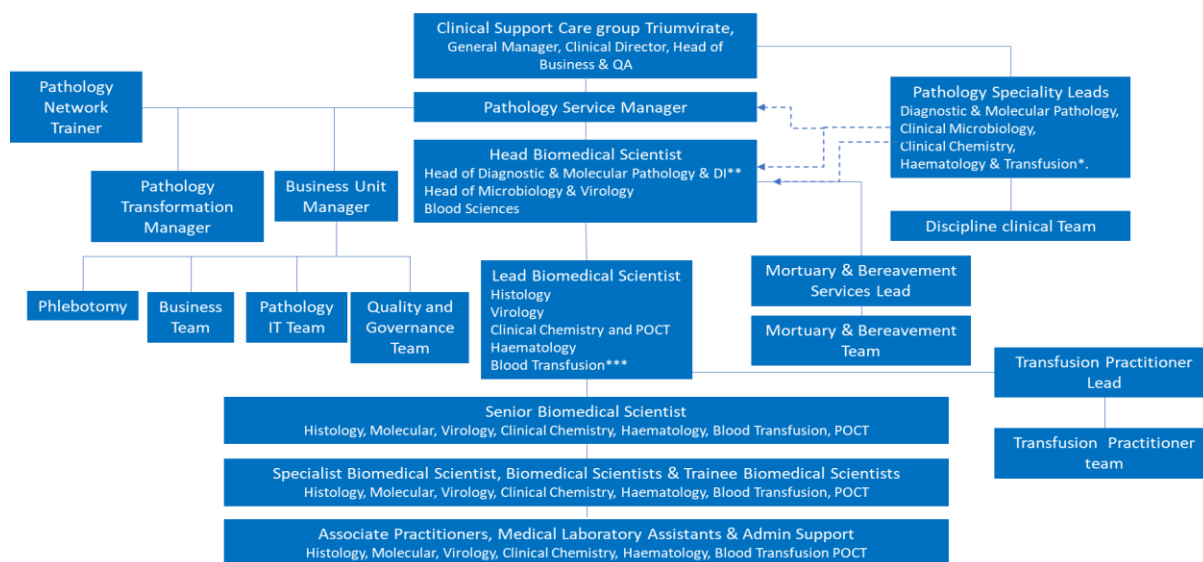 Clinical Support Care group Triumvirate,
General Manager, Clinical Director, Head of
Business & QA
Pathology
Network
Trainer
Pathology Service Manager
Pathology Speciality Leads
Diagnostic & Molecular Pathology,
Clinical Microbiology,
Clinical Chemistry,
Haematology & Transfusion*.
Head Biomedical Scientist
Head of Diagnostic & Molecular Pathology & DI**
Head of Microbiology & Virology
Blood Sciences
Pathology
Transformation
Manager
Business Unit
Manager
Discipline clinical Team
Phlebotomy
Business
Team
Pathology
IT Team
Quality and
Governance
Team
Lead Biomedical Scientist
Histology
Virology
Clinical Chemistry and POCT
Haematology
Blood Transfusion***
Mortuary & Bereavement
Services Lead
Mortuary & Bereavement
Team
Transfusion Practitioner
Lead
Transfusion Practitioner
team
Senior Biomedical Scientist
Histology, Molecular, Virology, Clinical Chemistry, Haematology, Blood Transfusion, POCT
Specialist Biomedical Scientist, Biomedical Scientists & Trainee Biomedical Scientists
Histology, Molecular, Virology, Clinical Chemistry, Haematology, Blood Transfusion, POCT
Associate Practitioners, Medical Laboratory Assistants & Admin Support
Histology, Molecular, Virology, Clinical Chemistry, Haematology, Blood Transfusion POCT